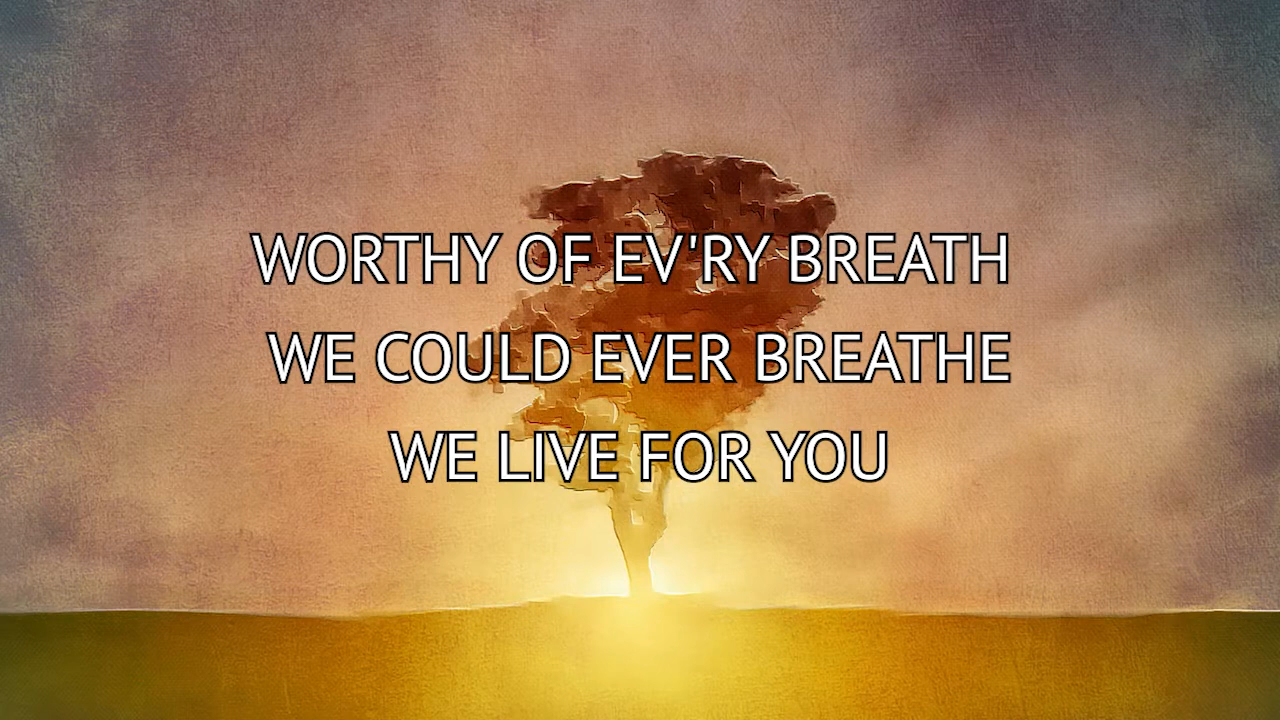 WORTHY OF EV'RY BREATH
WE COULD EVER BREATHE
WE LIVE FOR YOU